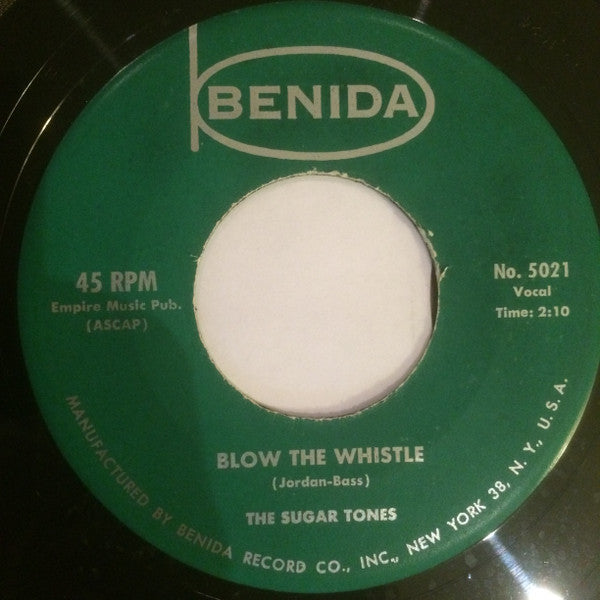 BENIDA
45 RPM
Empire Music Pub.
(ASCAP)
No. 5021
Vocal
Time: 2:10
BLOW THE WHISTLE
(Jordan-Bass)
THE SUGAR TONES
MANUFACTURED BY BENIDA RECORD CO., INC., NEW YORK 38, N. Y., U. S. A.